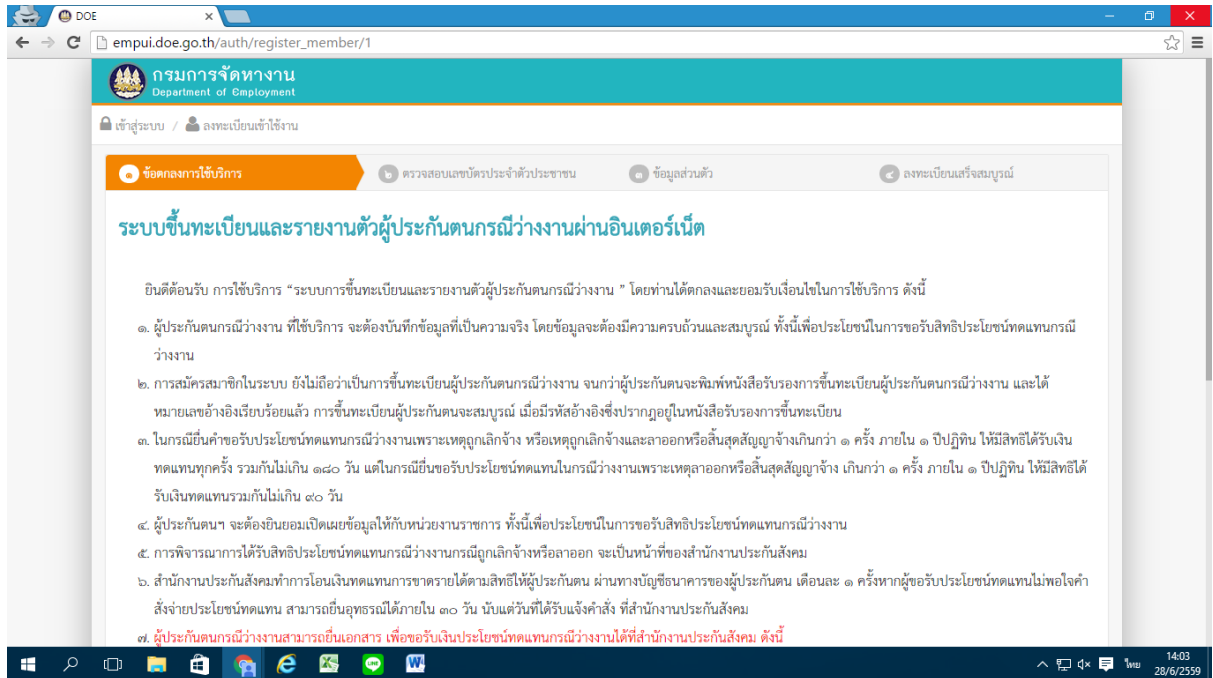 DOE
empui.doe.go.th/auth/register_member/1
กรมการจัดหางาน
Department of Employment
เข้าสู่ระบบ / ลงทะเบียนเข้าใช้งาน
๑ ข้อตกลงการใช้บริการ ๒ ตรวจสอบเลขบัตรประจำตัวประชาชน ๓ ข้อมูลส่วนตัว ๔ ลงทะเบียนเสร็จสมบูรณ์
ระบบขึ้นทะเบียนและรายงานตัวผู้ประกันตนกรณีว่างงานผ่านอินเตอร์เน็ต
ยินดีต้อนรับ การใช้บริการ “ระบบการขึ้นทะเบียนและรายงานตัวผู้ประกันตนกรณีว่างงาน ” โดยท่านได้ตกลงและยอมรับเงื่อนไขในการใช้บริการ ดังนี้
๑. ผู้ประกันตนกรณีว่างงาน ที่ใช้บริการ จะต้องบันทึกข้อมูลที่เป็นความจริง โดยข้อมูลจะต้องมีความครบถ้วนและสมบูรณ์ ทั้งนี้เพื่อประโยชน์ในการขอรับสิทธิประโยชน์ทดแทนกรณี
ว่างงาน
๒. การสมัครสมาชิกในระบบ ยังไม่ถือว่าเป็นการขึ้นทะเบียนผู้ประกันตนกรณีว่างงาน จนกว่าผู้ประกันตนจะพิมพ์หนังสือรับรองการขึ้นทะเบียนผู้ประกันตนกรณีว่างงาน และได้
หมายเลขอ้างอิงเรียบร้อยแล้ว การขึ้นทะเบียนผู้ประกันตนจะสมบูรณ์ เมื่อมีรหัสอ้างอิงซึ่งปรากฏอยู่ในหนังสือรับรองการขึ้นทะเบียน
๓. ในกรณียื่นคำขอรับประโยชน์ทดแทนกรณีว่างงานเพราะเหตุถูกเลิกจ้าง หรือเหตุถูกเลิกจ้างและลาออกหรือสิ้นสุดสัญญาจ้างเกินกว่า ๑ ครั้ง ภายใน ๑ ปีปฏิทิน ให้มีสิทธิได้รับเงิน
ทดแทนทุกครั้ง รวมกันไม่เกิน ๑๘๐ วัน แต่ในกรณียื่นขอรับประโยชน์ทดแทนในกรณีว่างงานเพราะเหตุลาออกหรือสิ้นสุดสัญญาจ้าง เกินกว่า ๑ ครั้ง ภายใน ๑ ปีปฏิทิน ให้มีสิทธิได้
รับเงินทดแทนรวมกันไม่เกิน ๙๐ วัน
๔. ผู้ประกันตนฯ จะต้องยินยอมเปิดเผยข้อมูลให้กับหน่วยงานราชการ ทั้งนี้เพื่อประโยชน์ในการขอรับสิทธิประโยชน์ทดแทนกรณีว่างงาน
๕. การพิจารณาการได้รับสิทธิประโยชน์ทดแทนกรณีว่างงานกรณีถูกเลิกจ้างหรือลาออก จะเป็นหน้าที่ของสำนักงานประกันสังคม
๖. สำนักงานประกันสังคมทำการโอนเงินทดแทนการขาดรายได้ตามสิทธิให้ผู้ประกันตน ผ่านทางบัญชีธนาคารของผู้ประกันตน เดือนละ ๑ ครั้งหากผู้ขอรับประโยชน์ทดแทนไม่พอใจคำ
สั่งจ่ายประโยชน์ทดแทน สามารถยื่นอุทธรณ์ได้ภายใน ๓๐ วัน นับแต่วันที่ได้รับแจ้งคำสั่ง ที่สำนักงานประกันสังคม
๗. ผู้ประกันตนกรณีว่างงานสามารถยื่นเอกสาร เพื่อขอรับเงินประโยชน์ทดแทนกรณีว่างงานได้ที่สำนักงานประกันสังคม ดังนี้
ไทย
14:03
28/6/2559